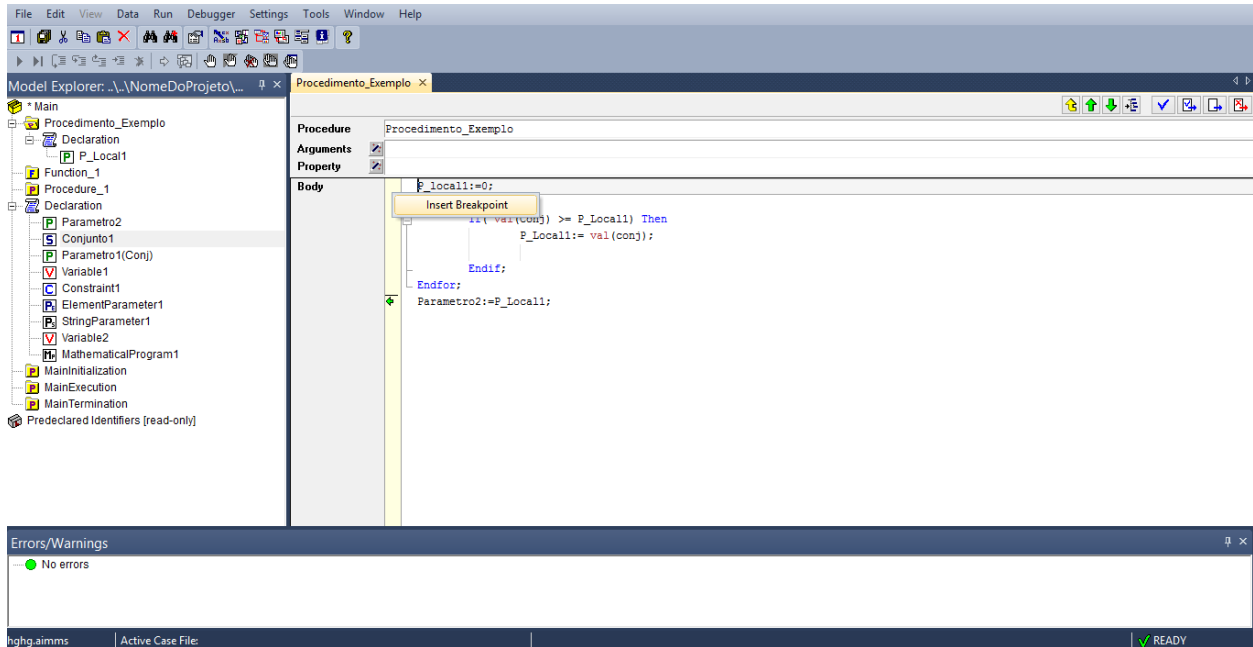 File Edit View Data Run Debugger Settings Tools Window Help
Model Explorer: ..\..\NomeDoProjeto\...
Procedimento_Exemplo
* Main
Procedimento_Exemplo
Declaration
P_Local1
Function_1
Procedure_1
Declaration
Parametro2
Conjunto1
Parametro1(Conj)
Variable1
Constraint1
ElementParameter1
StringParameter1
Variable2
MathematicalProgram1
MainInitialization
MainExecution
MainTermination
Predeclared Identifiers [read-only]
Procedure Procedimento_Exemplo
Arguments
Property
Body
P_local1:=0;
Insert Breakpoint
If( val(Conj) >= P_Local1) Then
P_Local1:= val(conj);
Endif;
Endfor;
Parametro2:=P_Local1;
Errors/Warnings
No errors
hghg.aimms Active Case File: READY